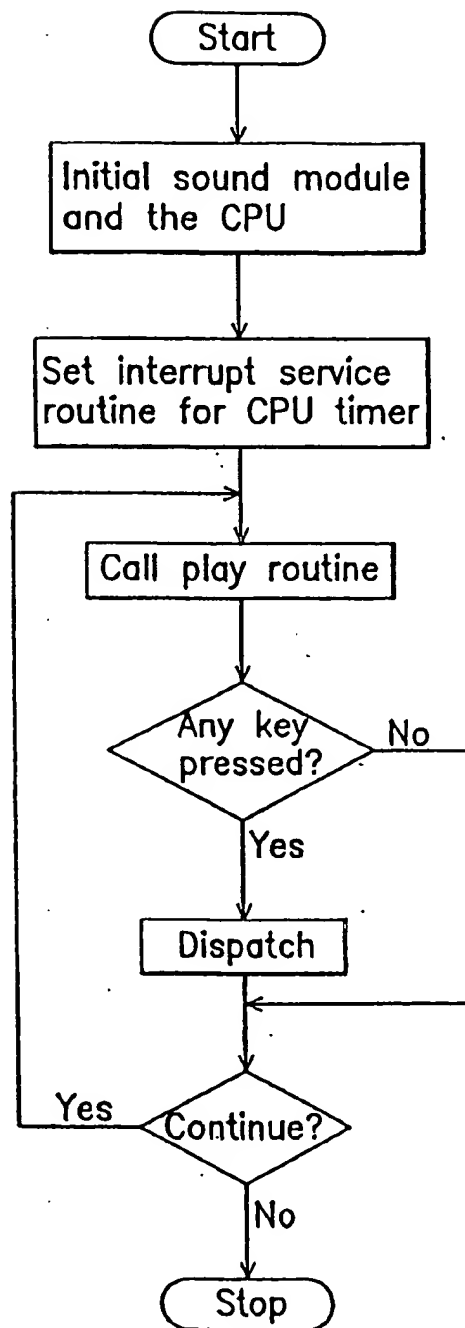 Start
Initial sound module
and the CPU
Set interrupt service
routine for CPU timer
Call play routine
Any key
pressed?
No
Yes
Dispatch
Yes
Continue?
No
Stop